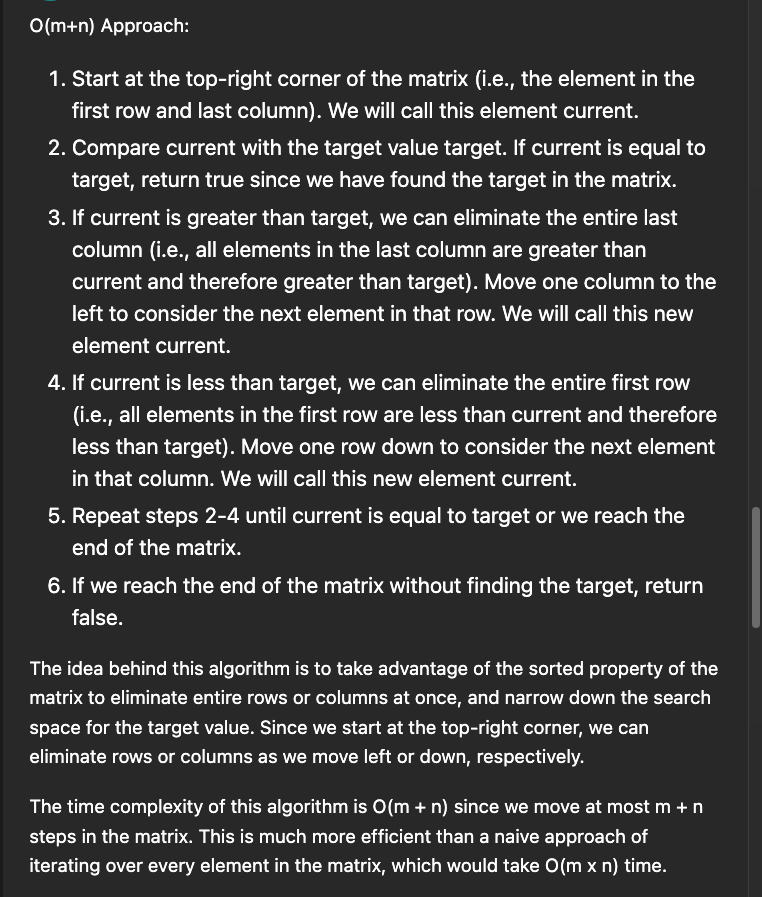 O(m+n) Approach:
1. Start at the top-right corner of the matrix (i.e., the element in the
first row and last column). We will call this element current.
2. Compare current with the target value target. If current is equal to
target, return true since we have found the target in the matrix.
3. If current is greater than target, we can eliminate the entire last
column (i.e., all elements in the last column are greater than
current and therefore greater than target). Move one column to the
left to consider the next element in that row. We will call this new
element current.
4. If current is less than target, we can eliminate the entire first row
(i.e., all elements in the first row are less than current and therefore
less than target). Move one row down to consider the next element
in that column. We will call this new element current.
5. Repeat steps 2-4 until current is equal to target or we reach the
end of the matrix.
6. If we reach the end of the matrix without finding the target, return
false.
The idea behind this algorithm is to take advantage of the sorted property of the
matrix to eliminate entire rows or columns at once, and narrow down the search
space for the target value. Since we start at the top-right corner, we can
eliminate rows or columns as we move left or down, respectively.
The time complexity of this algorithm is O(m + n) since we move at most m + n
steps in the matrix. This is much more efficient than a naive approach of
iterating over every element in the matrix, which would take O(m x n) time.